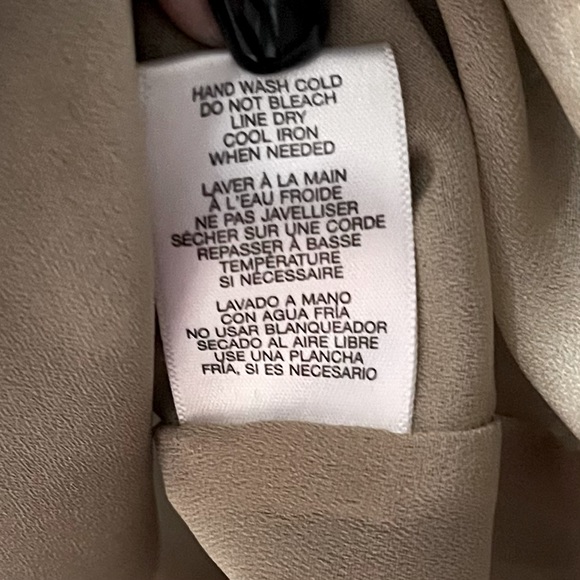 HAND WASH COLD
DO NOT BLEACH
LINE DRY
COOL IRON
WHEN NEEDED
LAVER À LA MAIN
À L'EAU FROIDE
NE PAS JAVELLISER
SÉCHER SUR UNE CORDE
REPASSER À BASSE
TEMPÉRATURE
SI NÉCESSAIRE
LAVADO A MANO
CON AGUA FRÍA
NO USAR BLANQUEADOR
SECADO AL AIRE LIBRE
USE UNA PLANCHA
FRÍA, SI ES NECESARIO